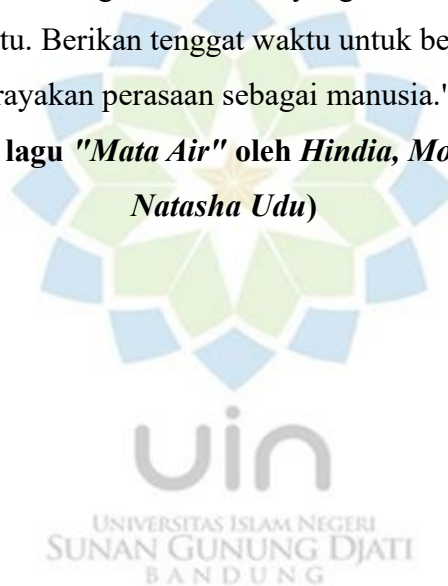 tu. Berikan tenggat waktu untuk be
rayakan perasaan sebagai manusia."
lagu "Mata Air" oleh Hindia, Mo
Natasha Udu)
uin
UNIVERSITAS ISLAM NEGERI
SUNAN GUNUNG DJATI
BANDUNG